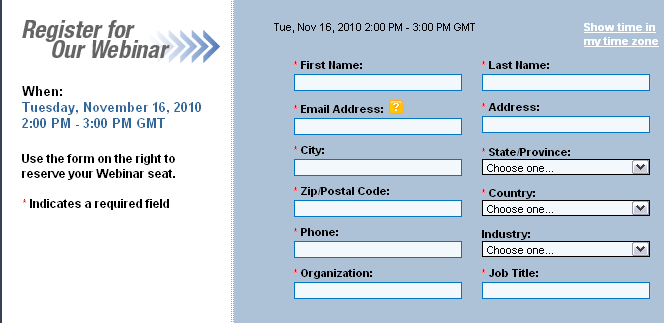 Register for
Our Webinar
When:
Tuesday, November 16, 2010
2:00 PM - 3:00 PM GMT
Use the form on the right to
reserve your Webinar seat.
* Indicates a required field
Tue, Nov 16, 2010 2:00 PM - 3:00 PM GMT
Show time in
my time zone
* First Name:
* Last Name:
* Email Address: ?
* Address:
* City:
* State/Province:
Choose one...
* Zip/Postal Code:
* Country:
Choose one...
* Phone:
Industry:
Choose one...
* Organization:
* Job Title: